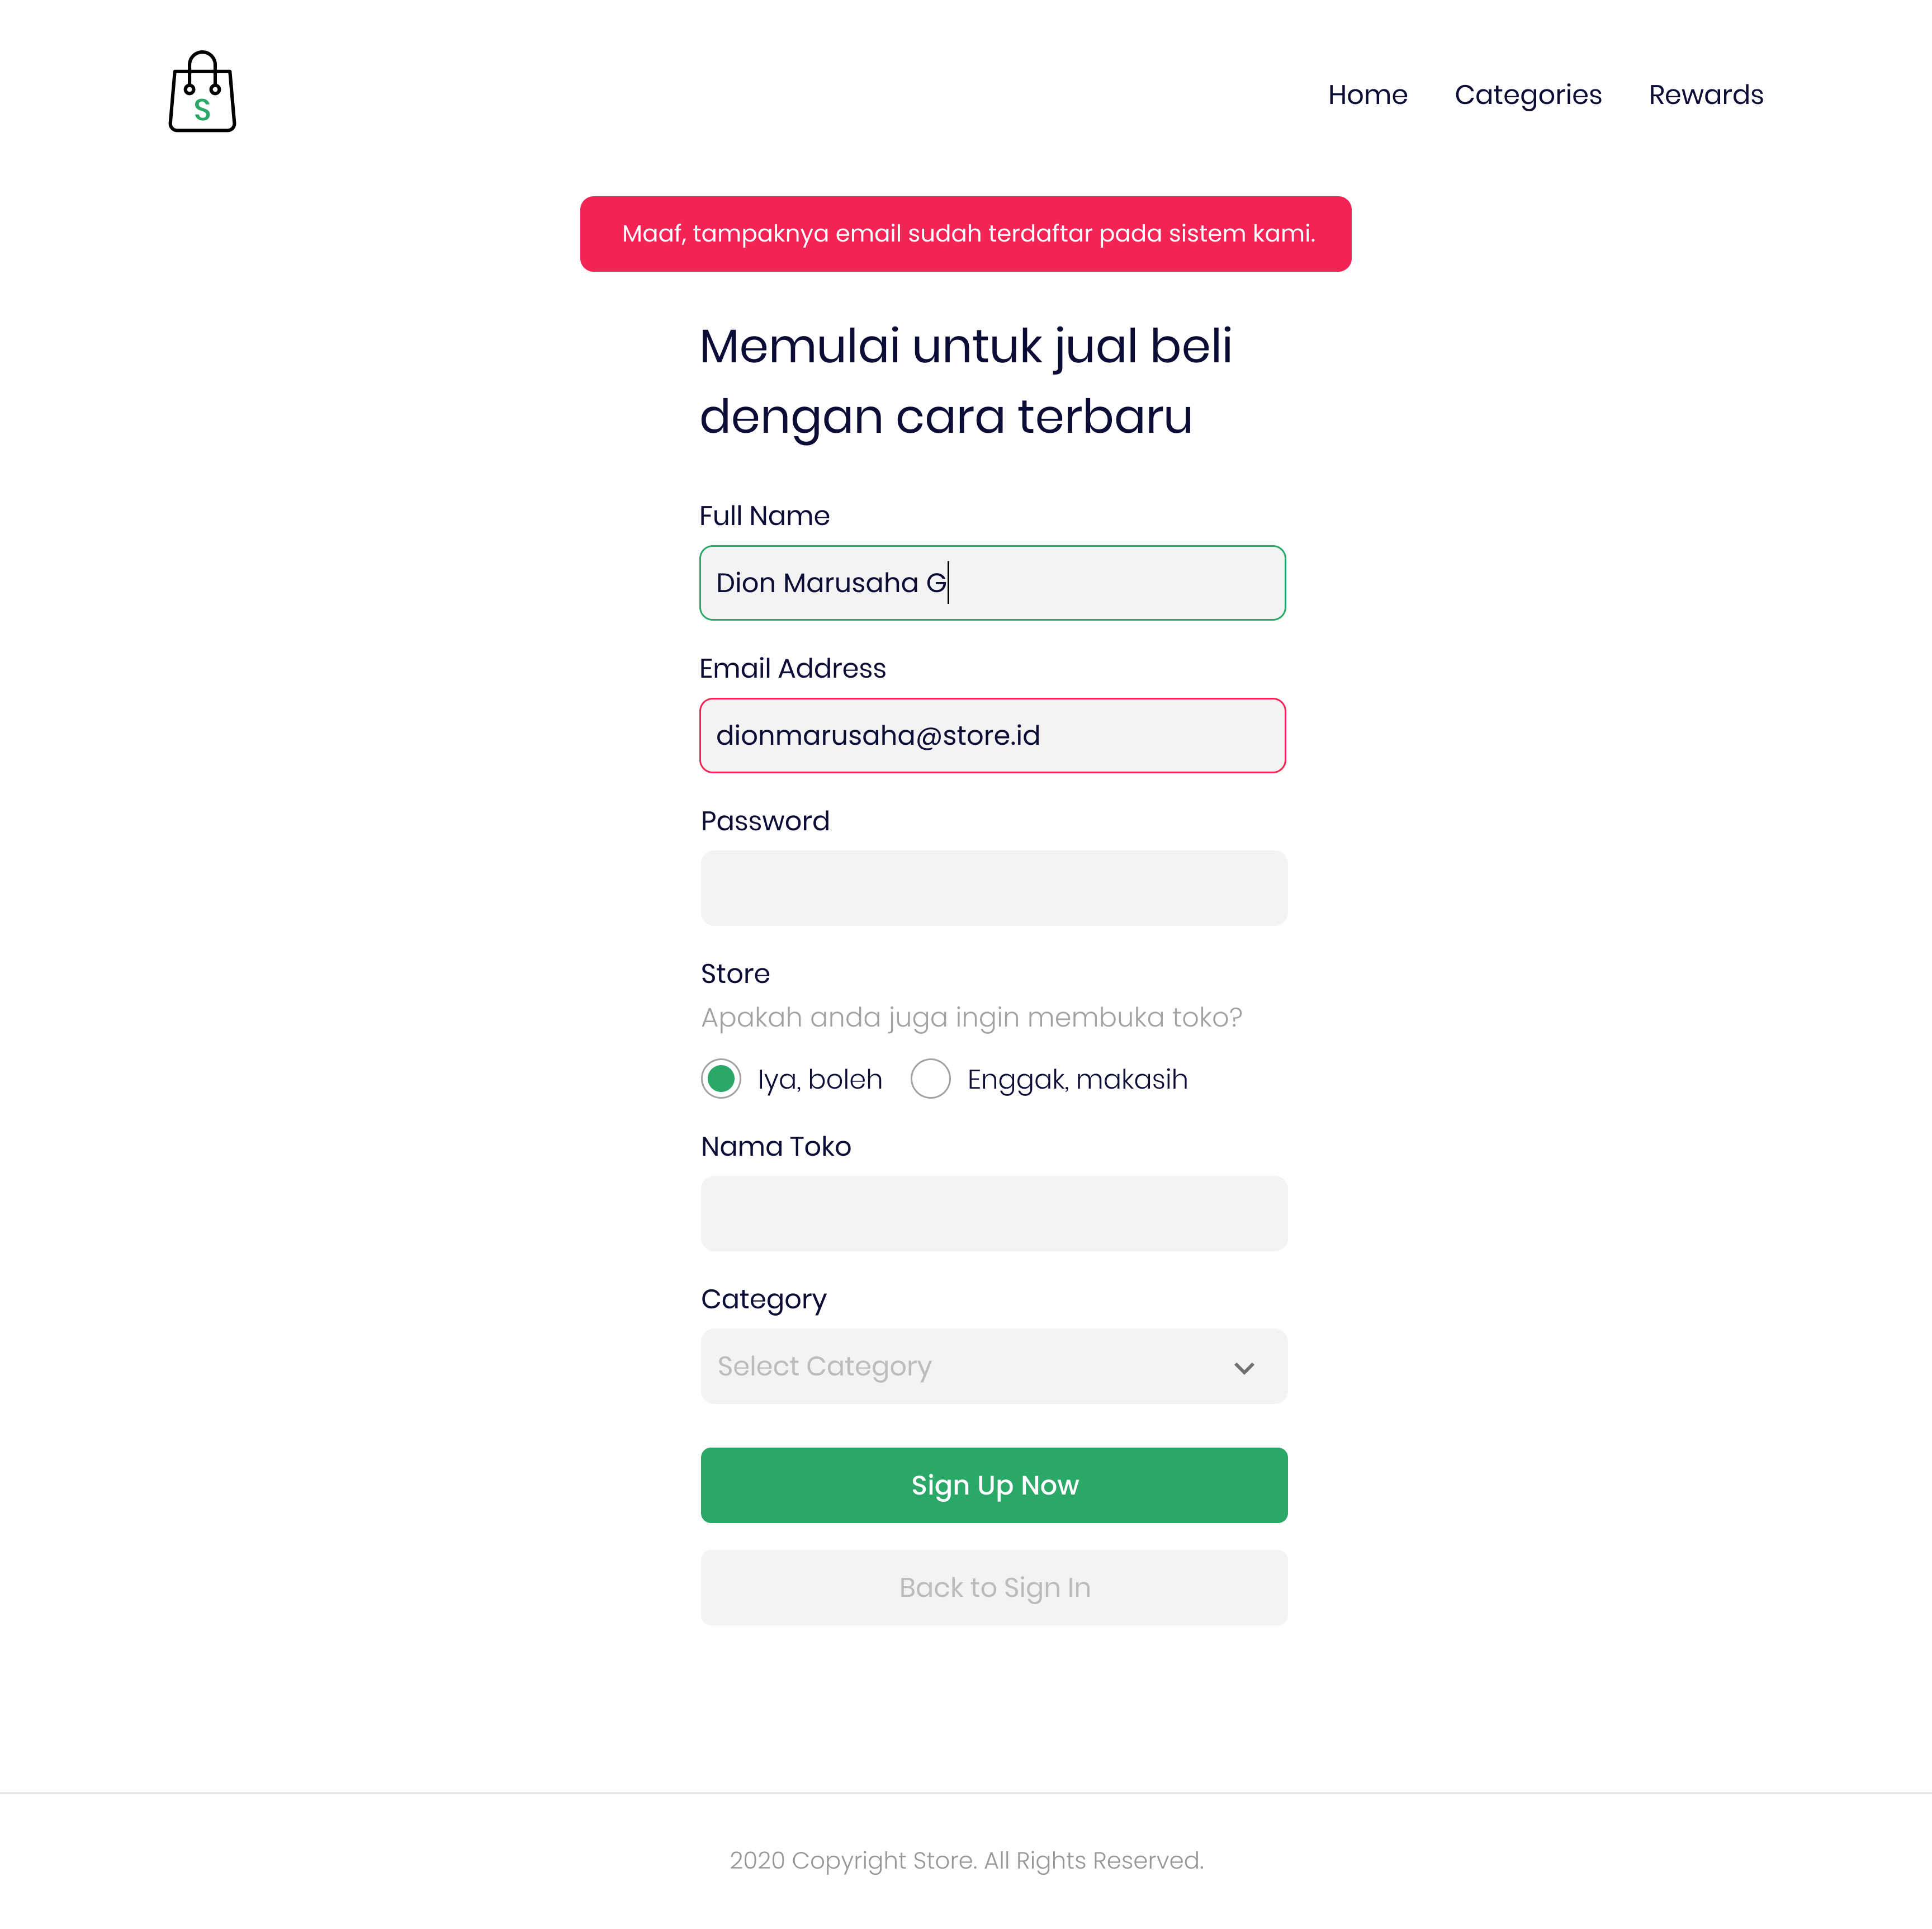 S
Home Categories Rewards
Maaf, tampaknya email sudah terdaftar pada sistem kami.
Memulai untuk jual beli
dengan cara terbaru
Full Name
Dion Marusaha G
Email Address
dionmarusaha@store.id
Password
Store
Apakah anda juga ingin membuka toko?
Iya, boleh Enggak, makasih
Nama Toko
Category
Select Category
Sign Up Now
Back to Sign In
2020 Copyright Store. All Rights Reserved.